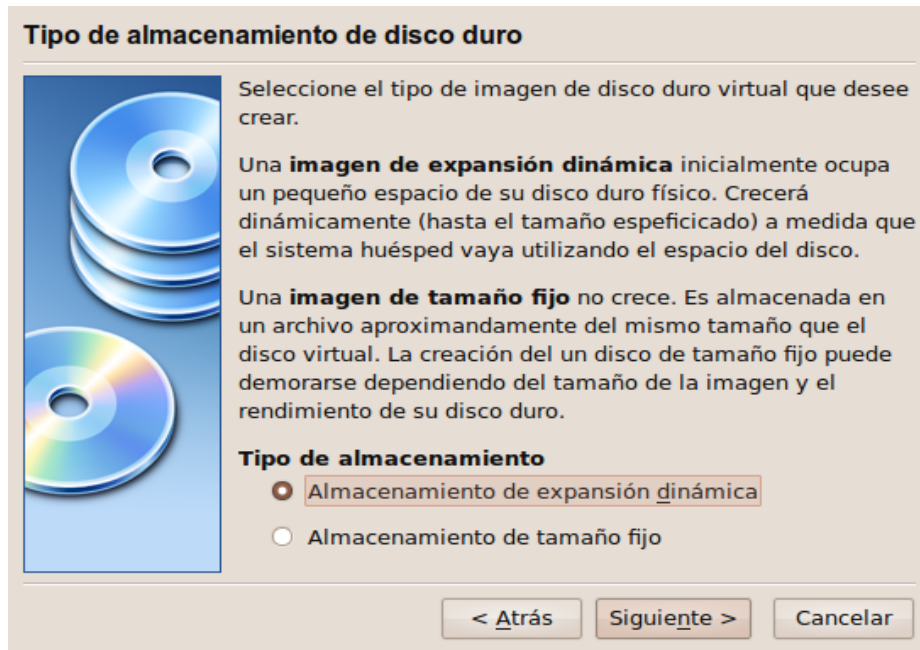 Tipo de almacenamiento de disco duro
Seleccione el tipo de imagen de disco duro virtual que desee
crear.
Una imagen de expansión dinámica inicialmente ocupa
un pequeño espacio de su disco duro físico. Crecerá
dinámicamente (hasta el tamaño espeficicado) a medida que
el sistema huésped vaya utilizando el espacio del disco.
Una imagen de tamaño fijo no crece. Es almacenada en
un archivo aproximandamente del mismo tamaño que el
disco virtual. La creación del un disco de tamaño fijo puede
demorarse dependiendo del tamaño de la imagen y el
rendimiento de su disco duro.
Tipo de almacenamiento
Almacenamiento de expansión dinámica
Almacenamiento de tamaño fijo
< Atrás Siguiente > Cancelar